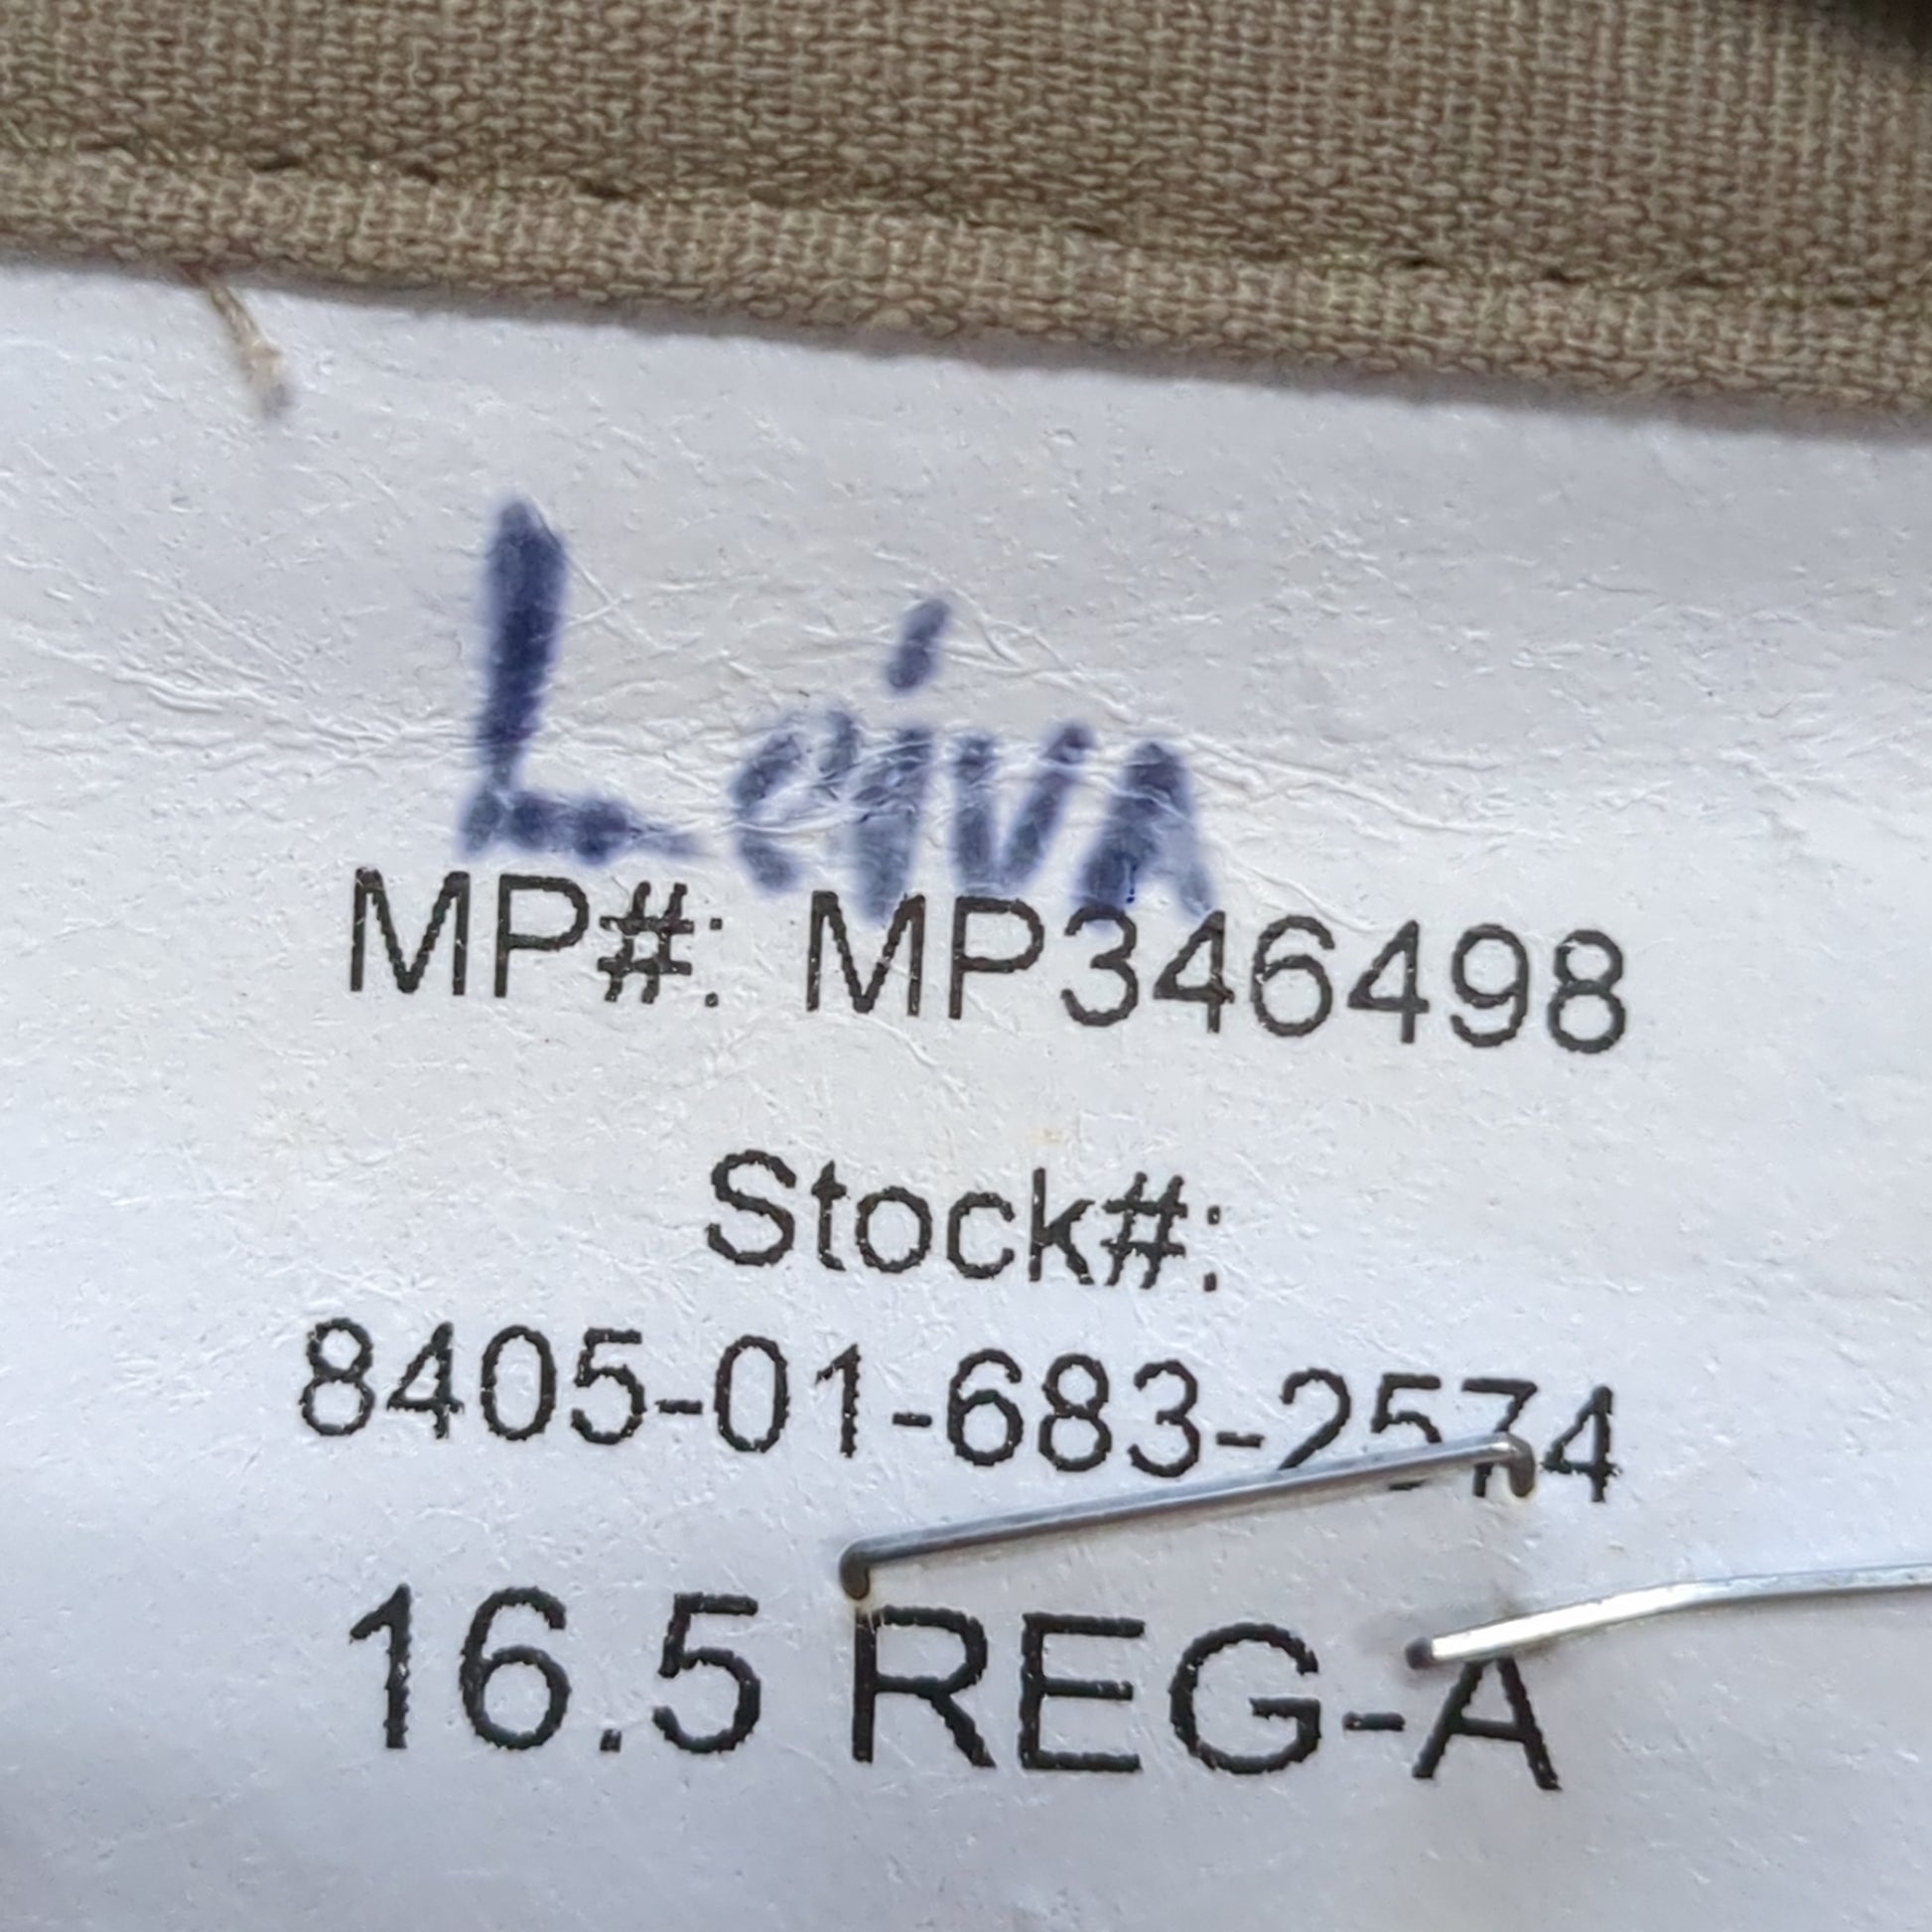 Leiva
MP#: MP346498
Stock#:
8405-01-683-2574
16.5 REG-A